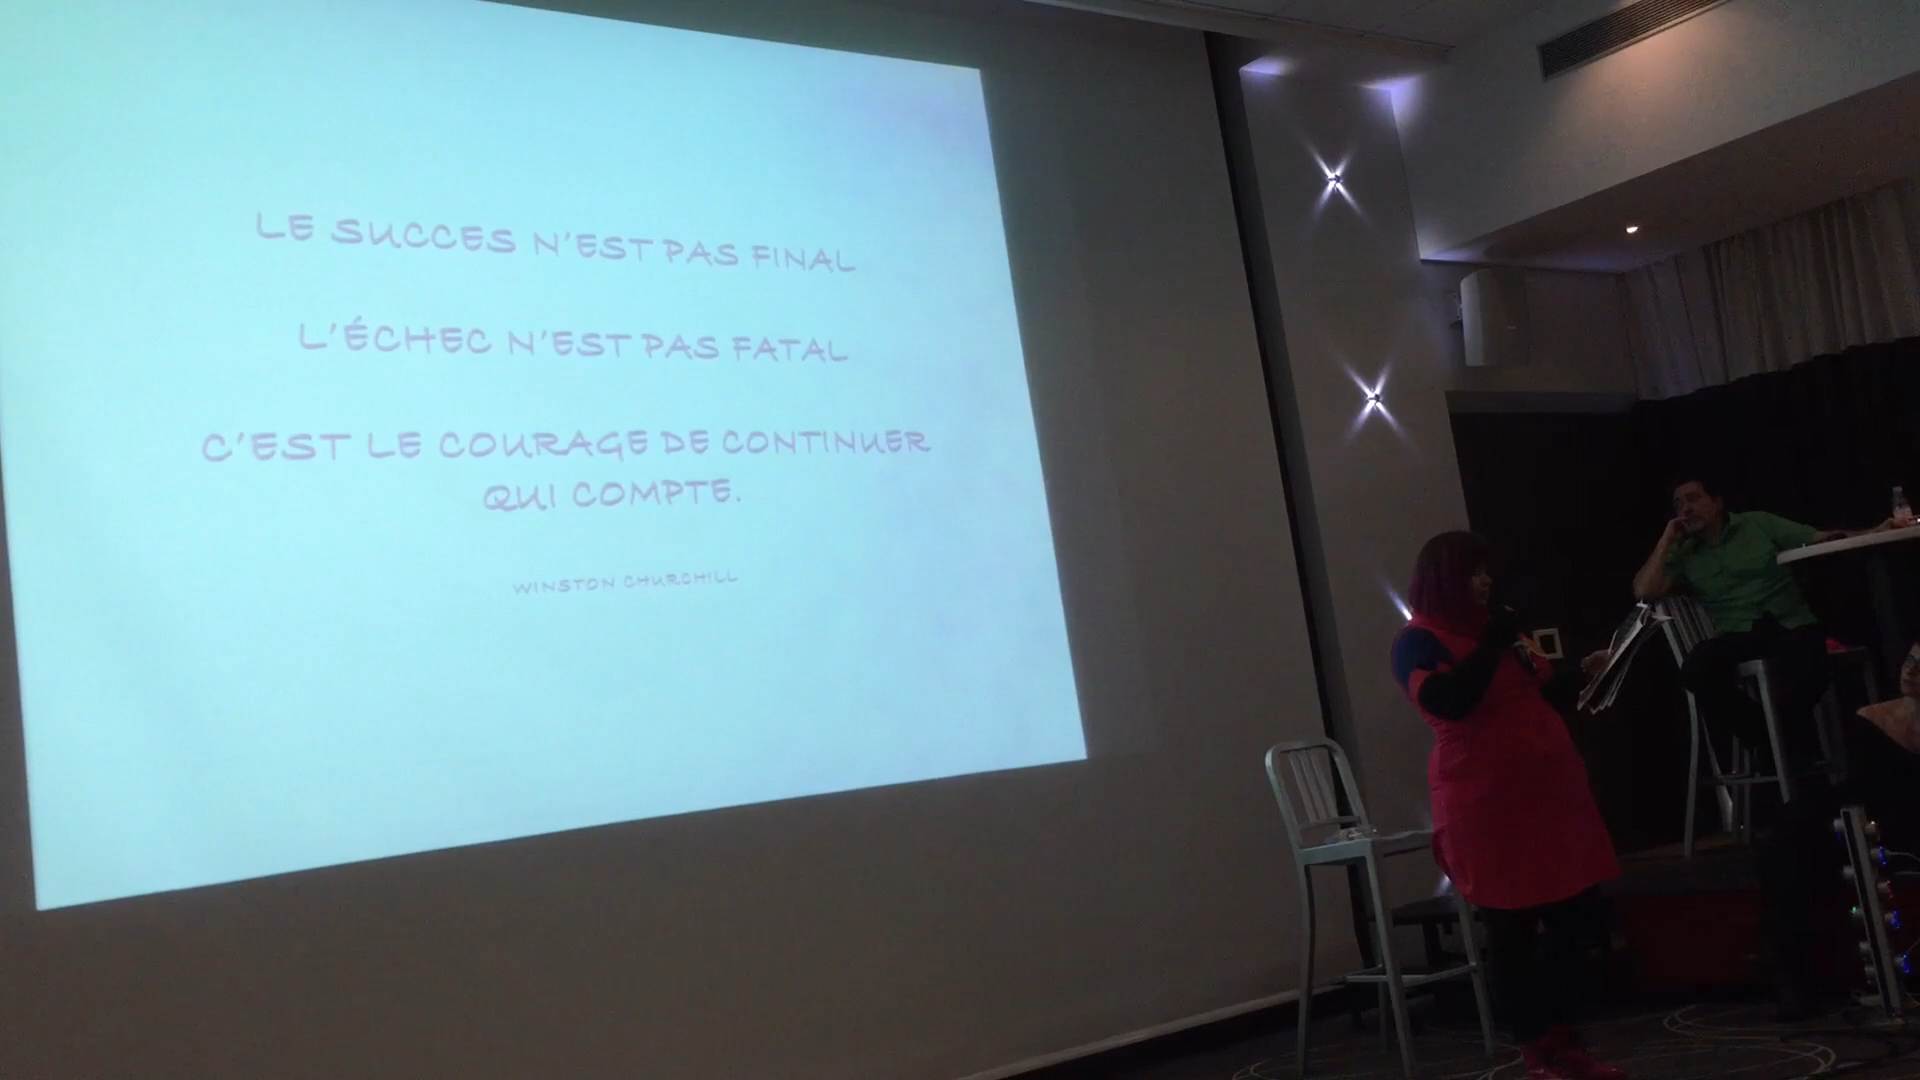 LE SUCCES N'EST PAS FINAL
L'ÉCHEC N'EST PAS FATAL
C'EST LE COURAGE DE CONTINUER
QUI COMPTE.
WINSTON CHURCHILL